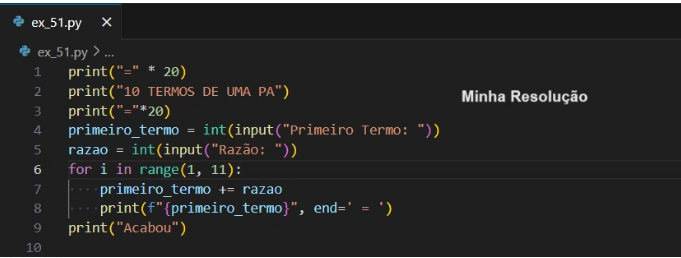 ex_51.py ×
ex_51.py > ...
1 print("=" * 20)
2 print("10 TERMOS DE UMA PA")
Minha Resolução
3 print("="*20)
4 primeiro_termo = int(input("Primeiro Termo: "))
5 razao = int(input("Razão: "))
6 for i in range(1, 11):
7 ····primeiro_termo += razao
8 ····print(f"{primeiro_termo}", end=' = ')
9 print("Acabou")
10